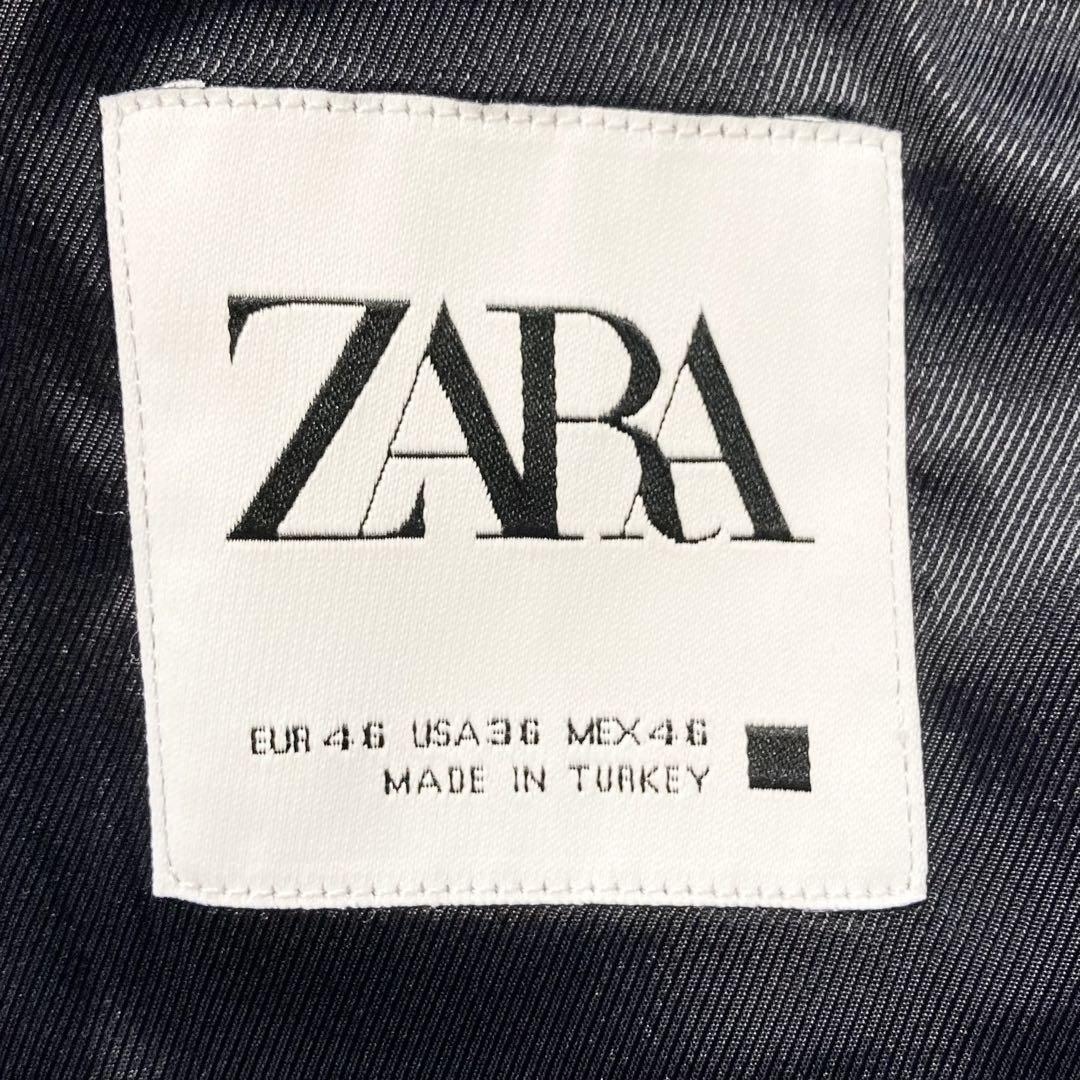 ZARA
EUR 46 USA 36 MEX 46
MADE IN TURKEY